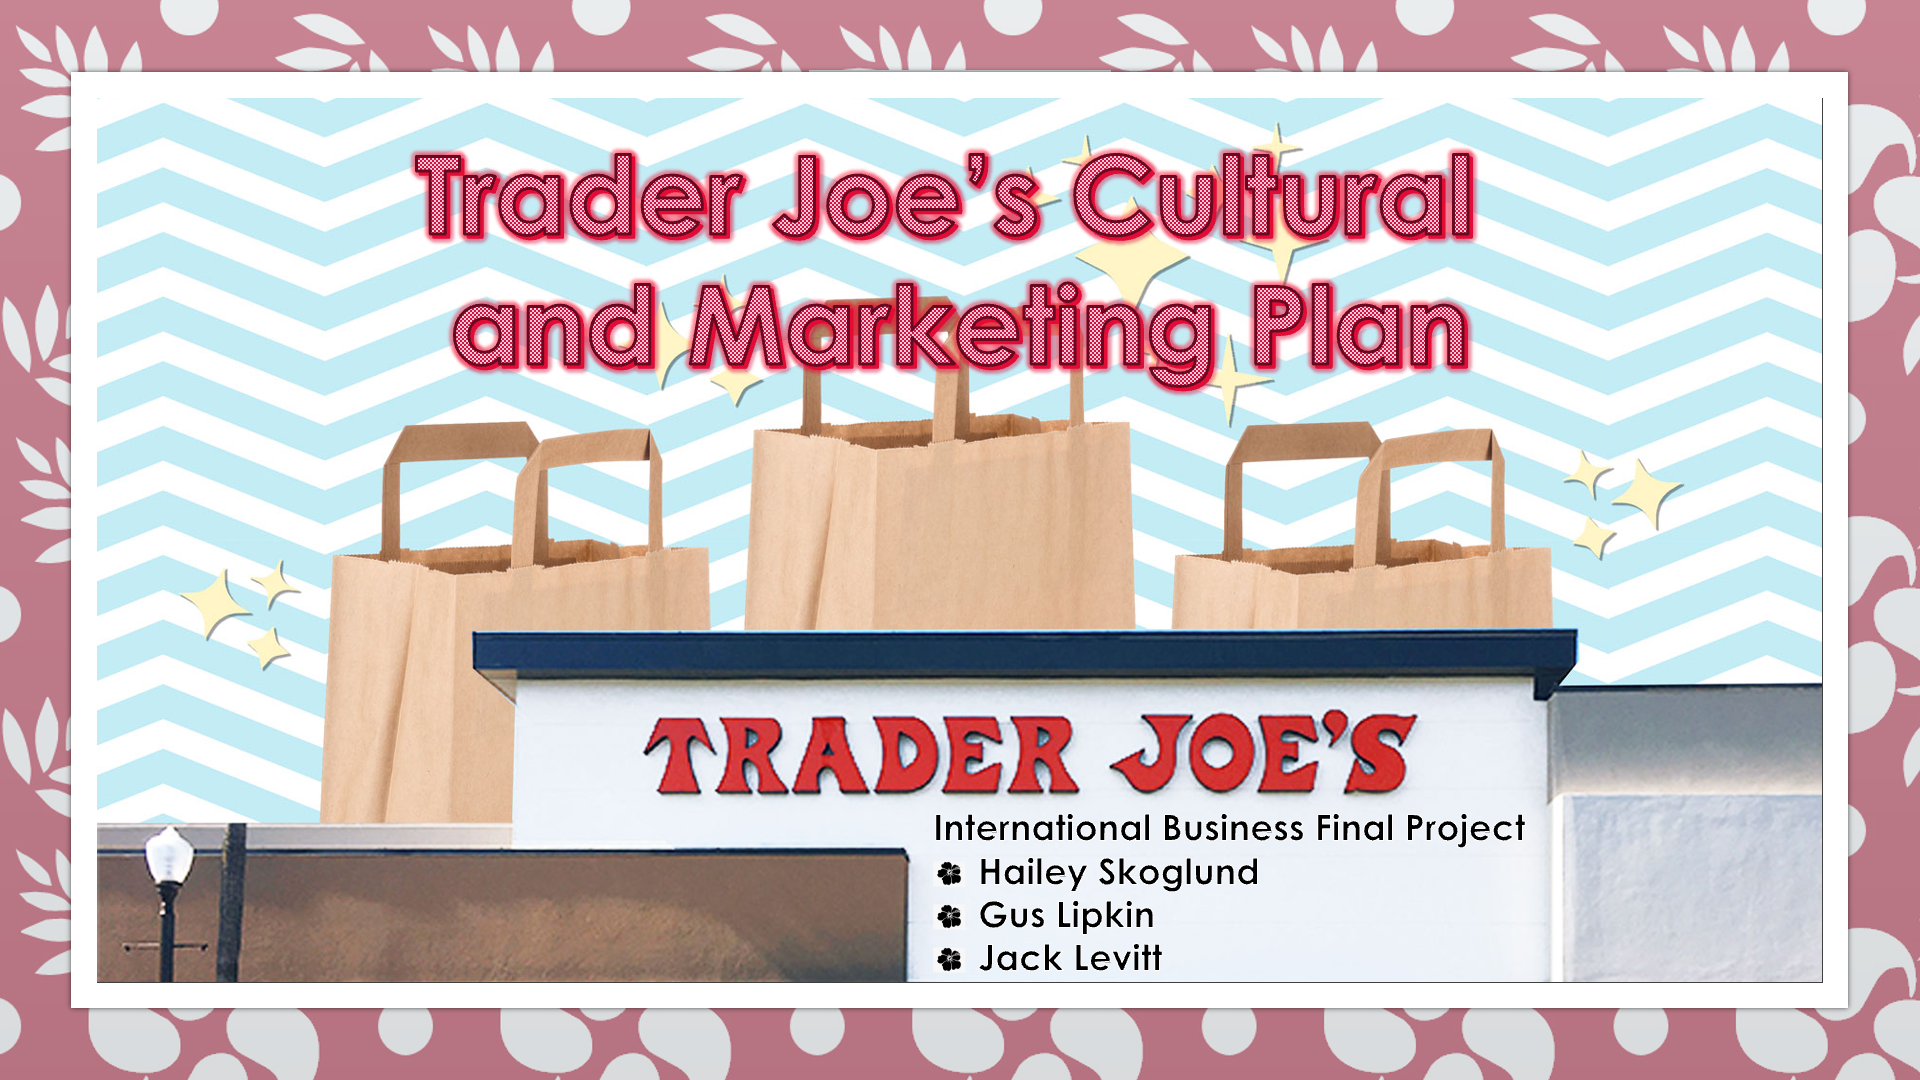 Trader Joe’s Cultural
and Marketing Plan
TRADER JOE’S
International Business Final Project
Hailey Skoglund
Gus Lipkin
Jack Levitt